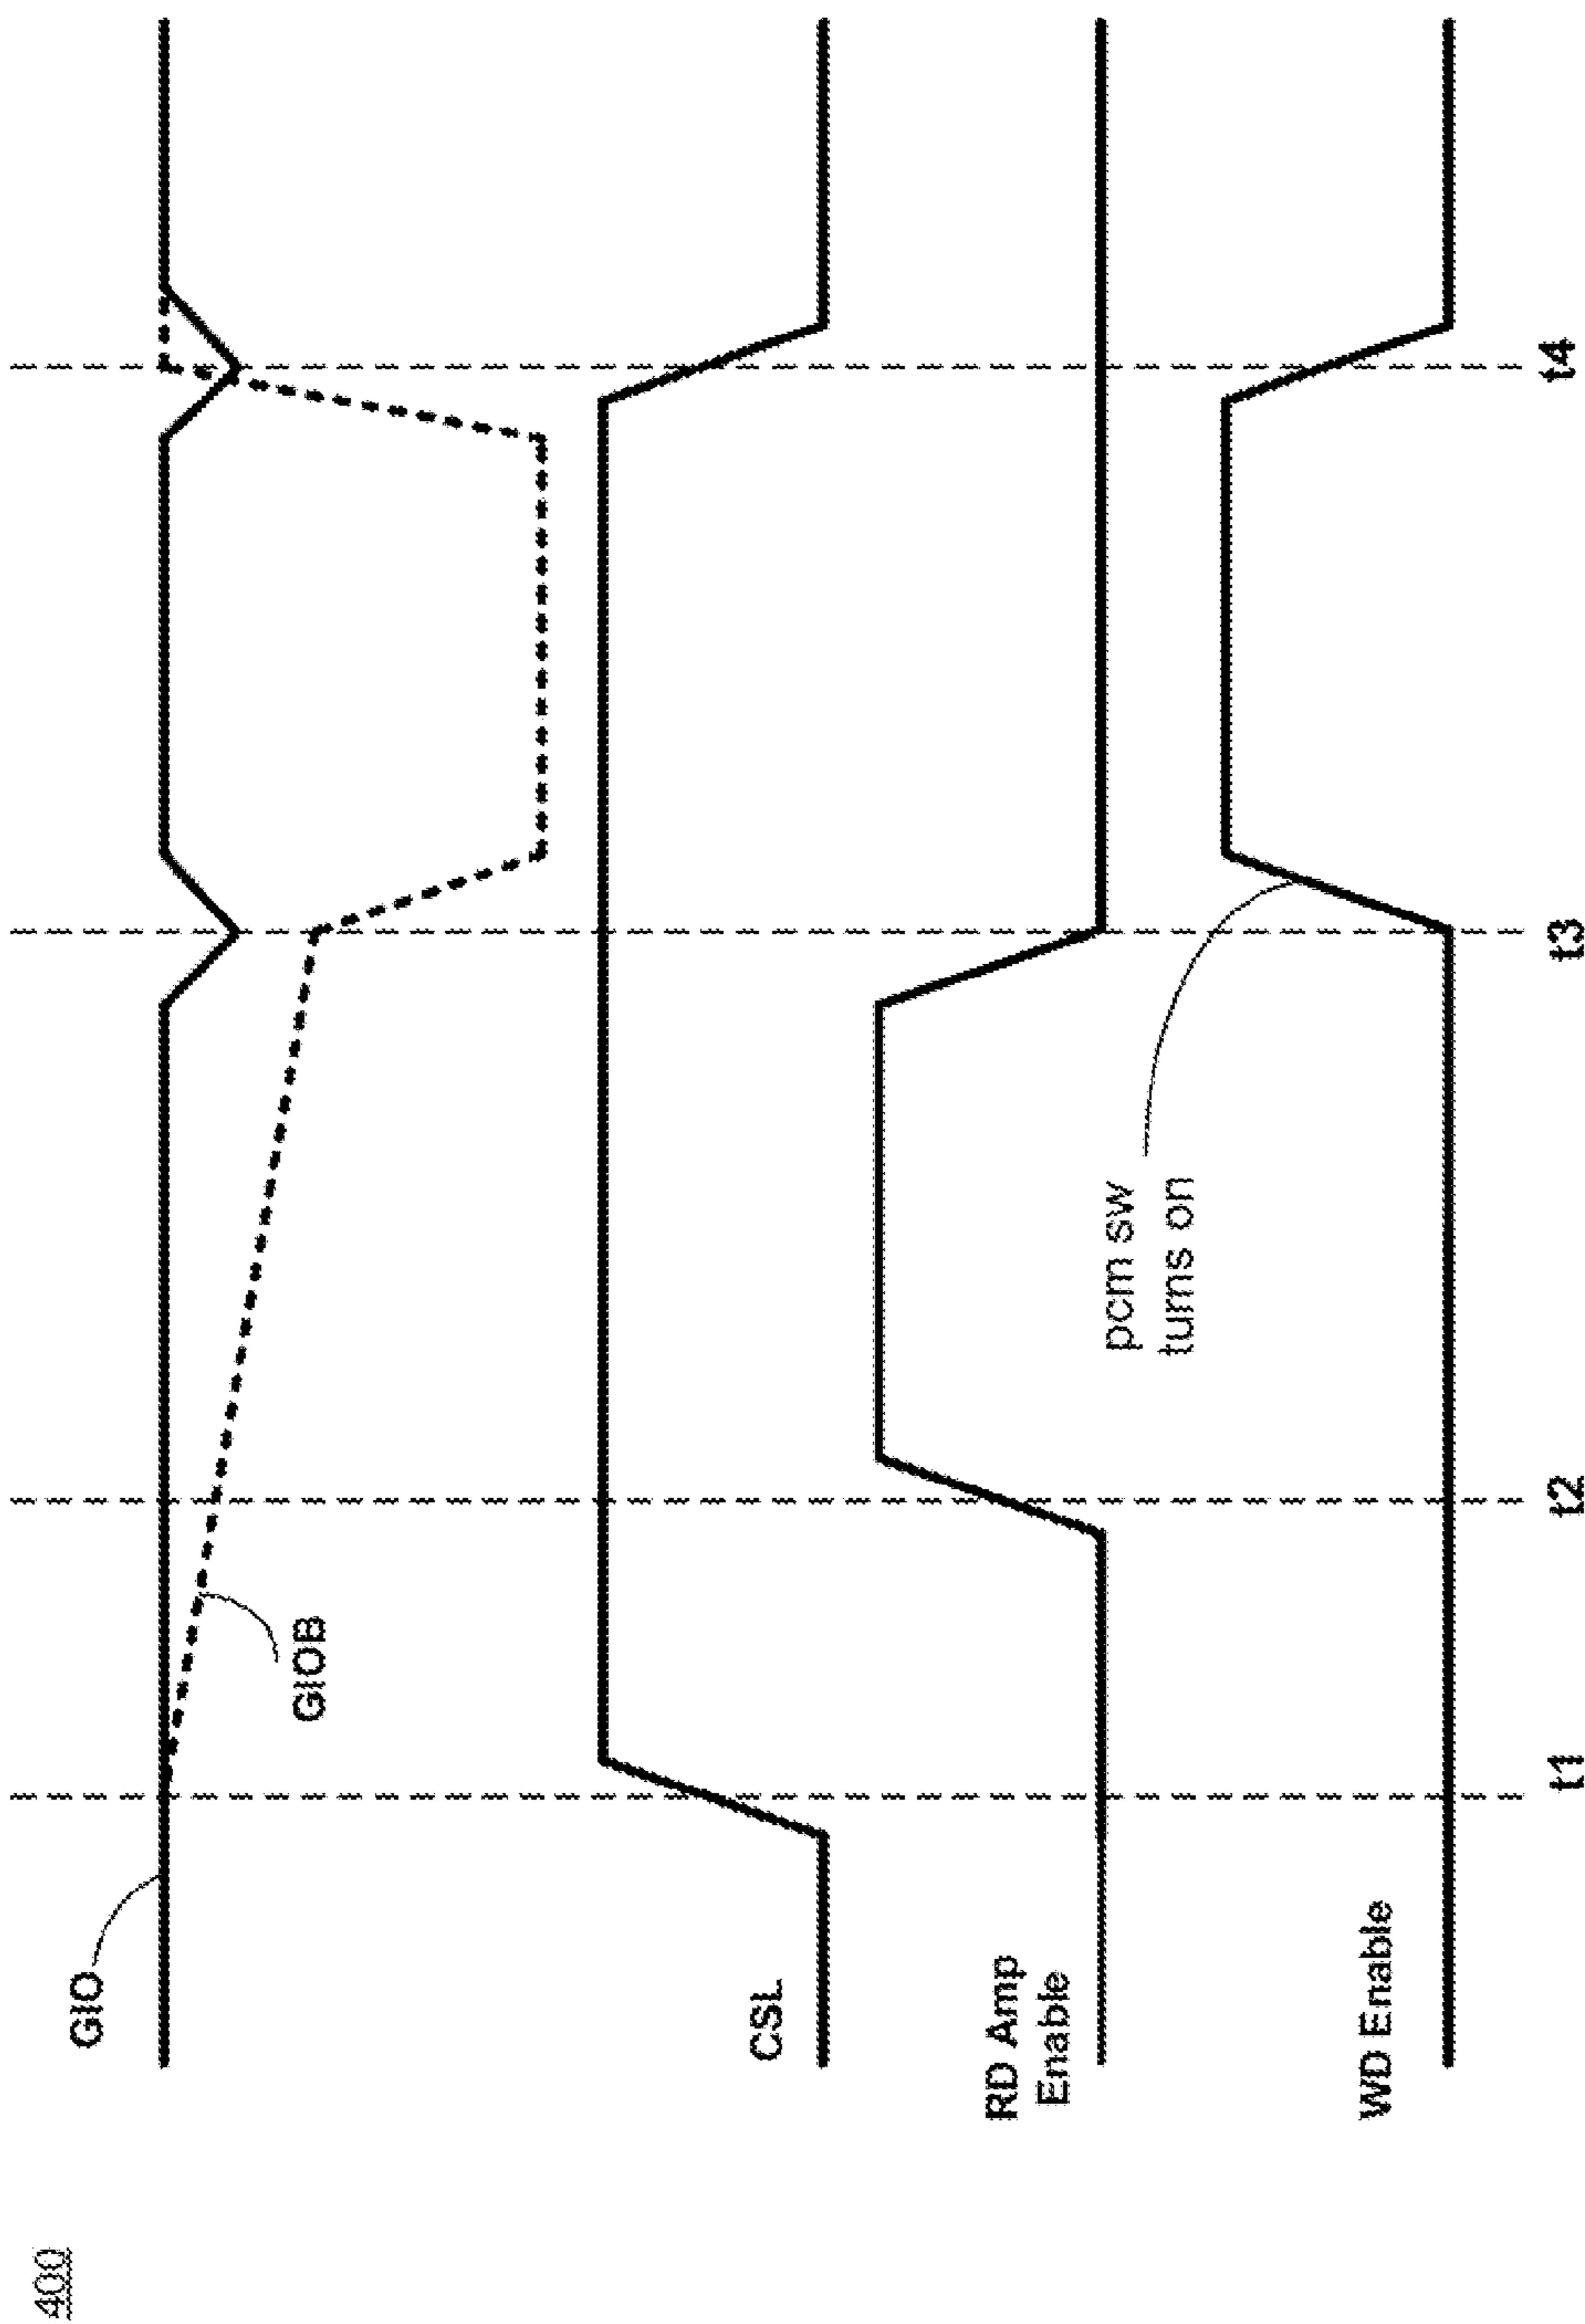 400
GIO
GIOB
CSL
RD Amp
Enable
pcm sw
turns on
WD Enable
t1
t2
t3
t4